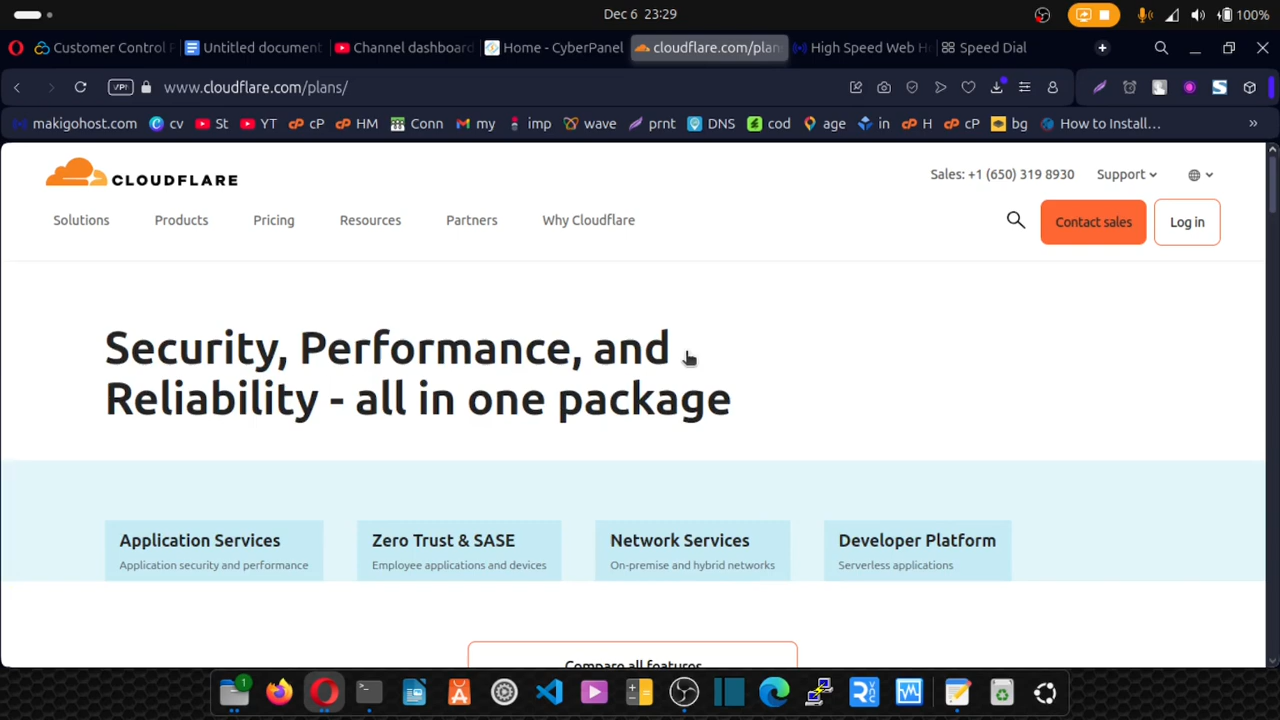 Dec 6 23:29
100%
Customer Control P
Untitled document
Channel dashboard
Home - CyberPanel
cloudflare.com/plan
High Speed Web H
Speed Dial
VPN
www.cloudflare.com/plans/
makigohost.com
cv
St
YT
cP
HM
Conn
my
imp
wave
prnt
DNS
cod
age
in
H
cP
bg
How to Install...
CLOUDFLARE
Sales: +1 (650) 319 8930
Support
Solutions
Products
Pricing
Resources
Partners
Why Cloudflare
Contact sales
Log in
Security, Performance, and
Reliability - all in one package
Application Services
Application security and performance
Zero Trust & SASE
Employee applications and devices
Network Services
On-premise and hybrid networks
Developer Platform
Serverless applications
Compare all features
1